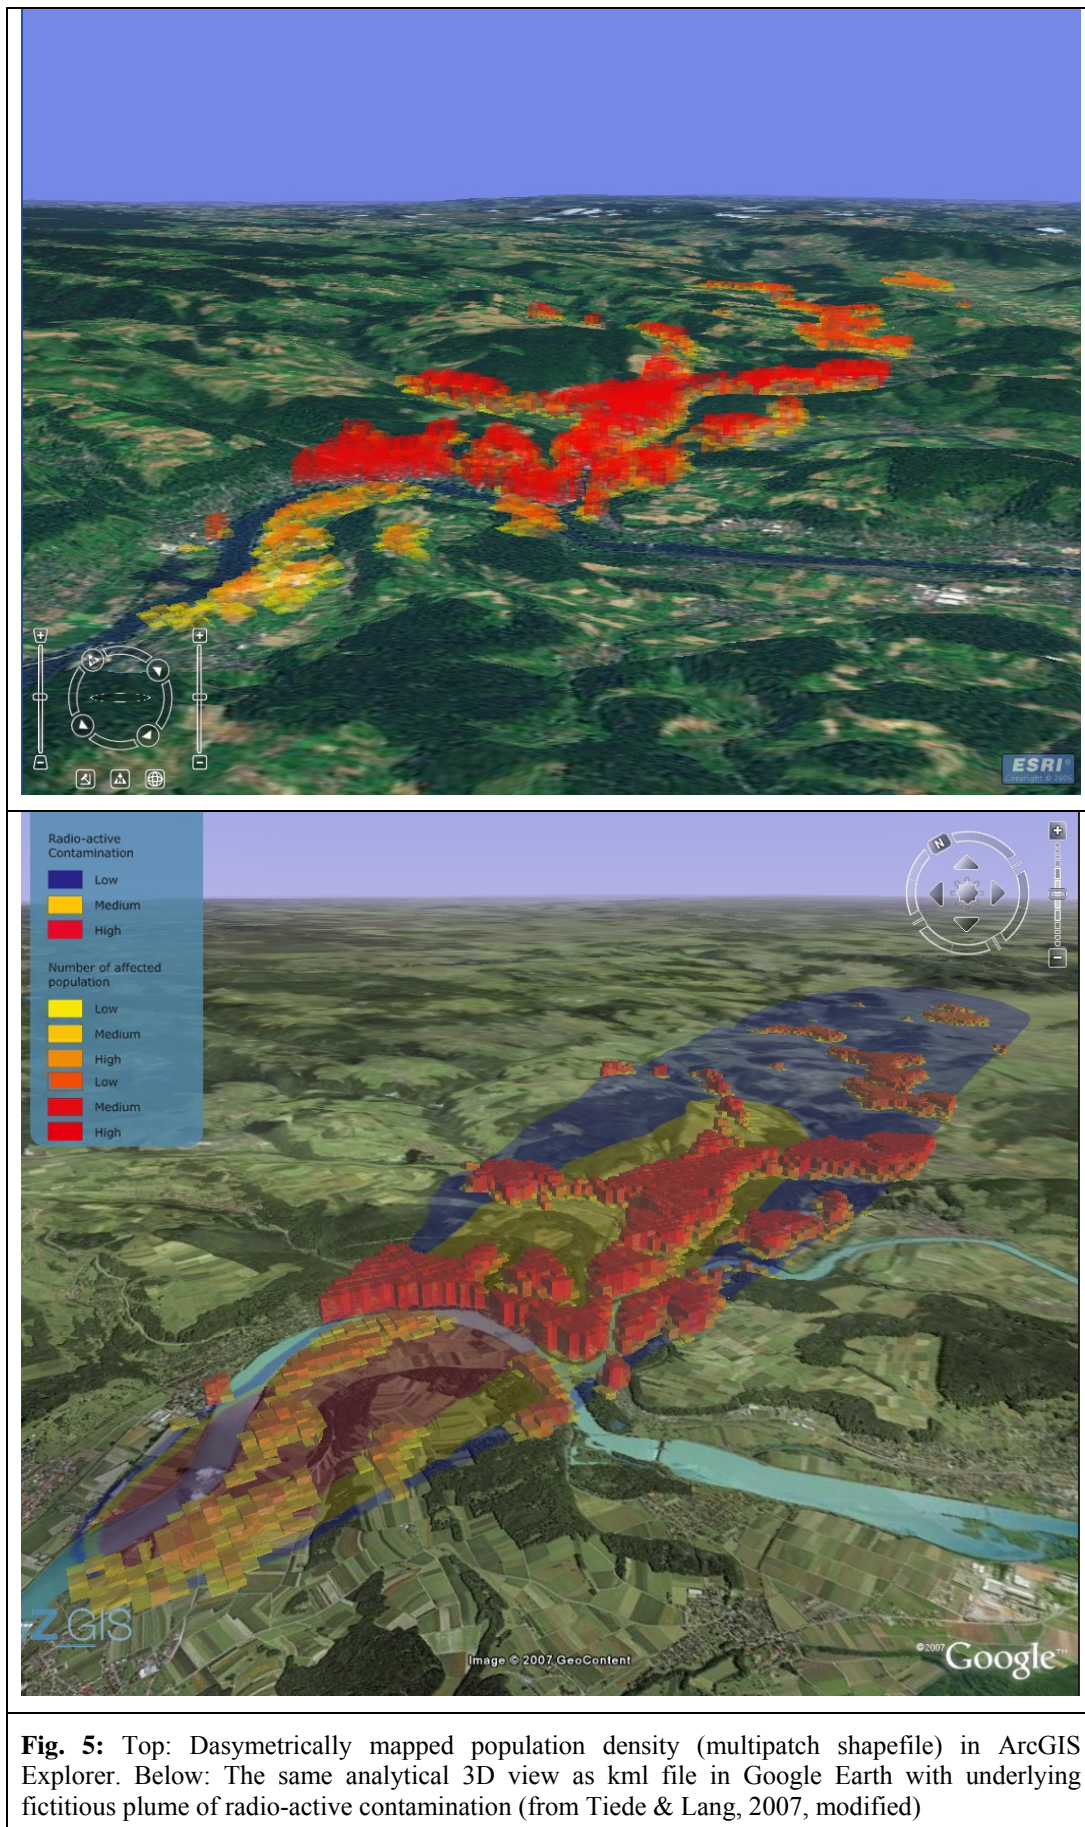 ESRI®
Copyright © 2006
Radio-active
Contamination
Low
Medium
High
Number of affected
population
Low
Medium
High
Low
Medium
High
N
Z_GIS
Image © 2007 GeoContent
©2007 Google™
Fig. 5: Top: Dasymetrically mapped population density (multipatch shapefile) in ArcGIS
Explorer. Below: The same analytical 3D view as kml file in Google Earth with underlying
fictitious plume of radio-active contamination (from Tiede & Lang, 2007, modified)